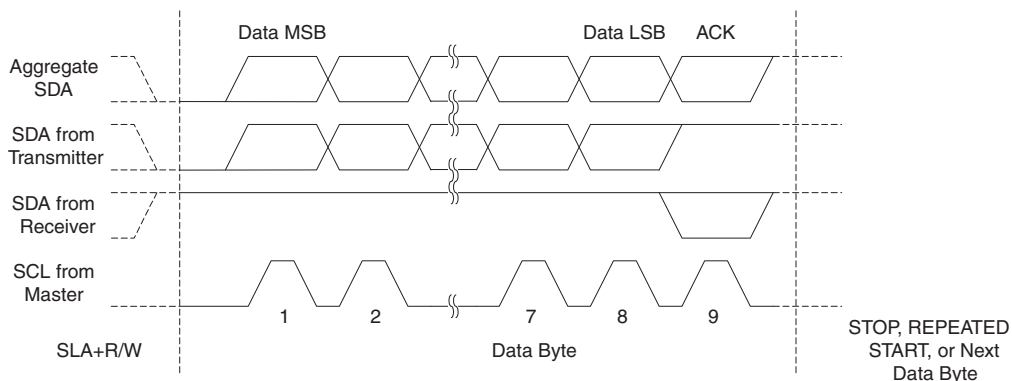 Data MSB
Data LSB
ACK
Aggregate
SDA
SDA from
Transmitter
SDA from
Receiver
SCL from
Master
1
2
7
8
9
SLA+R/W
Data Byte
STOP, REPEATED
START, or Next
Data Byte